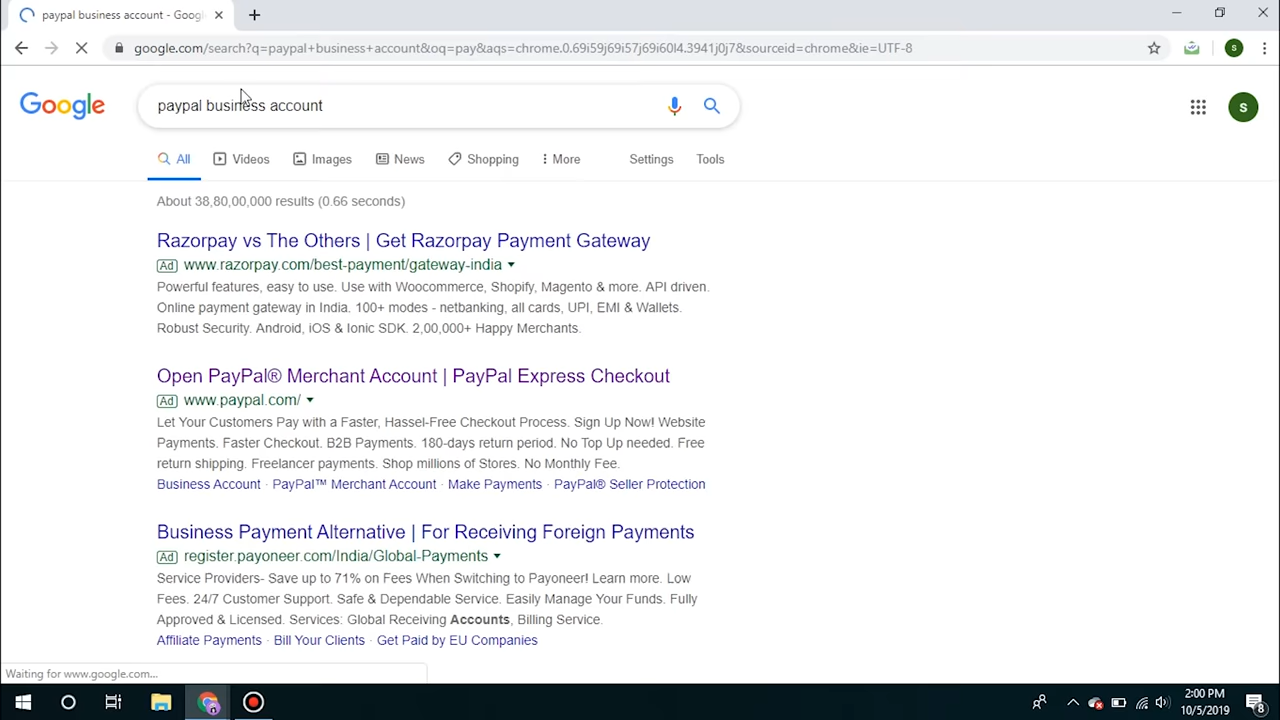 paypal business account - Googl
google.com/search?q=paypal+business+account&oq=pay&aqs=chrome.0.69i59j69i57j69i60l4.3941j0j7&sourceid=chrome&ie=UTF-8
S
Google
paypal business account
S
All
Videos
Images
News
Shopping
More
Settings
Tools
About 38,80,00,000 results (0.66 seconds)
Razorpay vs The Others | Get Razorpay Payment Gateway
Ad www.razorpay.com/best-payment/gateway-india
Powerful features, easy to use. Use with Woocommerce, Shopify, Magento & more. API driven.
Online payment gateway in India. 100+ modes - netbanking, all cards, UPI, EMI & Wallets.
Robust Security. Android, iOS & Ionic SDK. 2,00,000+ Happy Merchants.
Open PayPal® Merchant Account | PayPal Express Checkout
Ad www.paypal.com/
Let Your Customers Pay with a Faster, Hassel-Free Checkout Process. Sign Up Now! Website
Payments. Faster Checkout. B2B Payments. 180-days return period. No Top Up needed. Free
return shipping. Freelancer payments. Shop millions of Stores. No Monthly Fee.
Business Account · PayPal™ Merchant Account · Make Payments · PayPal® Seller Protection
Business Payment Alternative | For Receiving Foreign Payments
Ad register.payoneer.com/India/Global-Payments
Service Providers- Save up to 71% on Fees When Switching to Payoneer! Learn more. Low
Fees. 24/7 Customer Support. Safe & Dependable Service. Easily Manage Your Funds. Fully
Approved & Licensed. Services: Global Receiving Accounts, Billing Service.
Affiliate Payments · Bill Your Clients · Get Paid by EU Companies
Waiting for www.google.com...
2:00 PM
10/5/2019
8